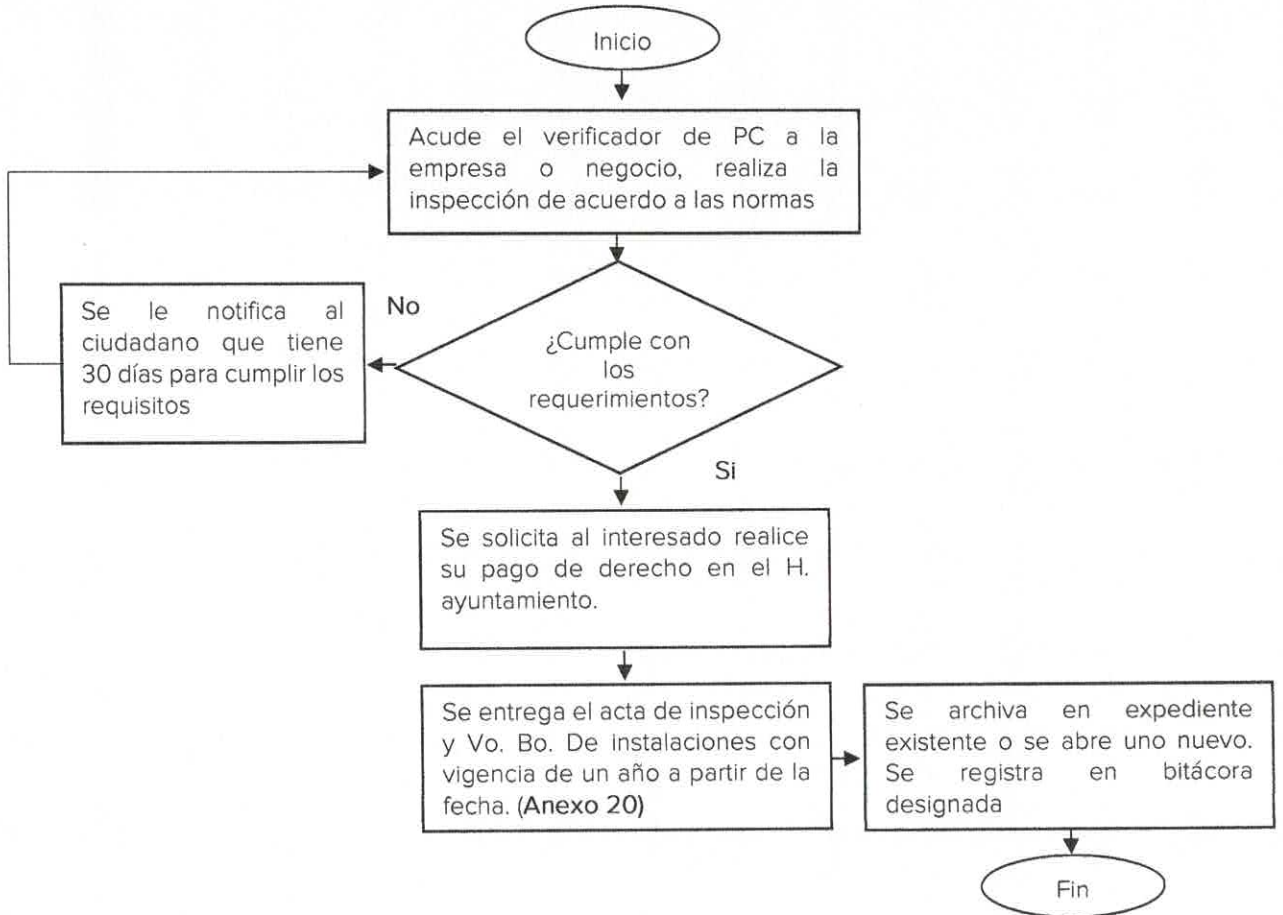 Inicio
Acude el verificador de PC a la
empresa o negocio, realiza la
inspección de acuerdo a las normas
Se le notifica al
ciudadano que tiene
30 días para cumplir los
requisitos
No
¿Cumple con
los
requerimientos?
Si
Se solicita al interesado realice
su pago de derecho en el H.
ayuntamiento.
Se entrega el acta de inspección
y Vo. Bo. De instalaciones con
vigencia de un año a partir de la
fecha. (Anexo 20)
Se archiva en expediente
existente o se abre uno nuevo.
Se registra en bitácora
designada
Fin